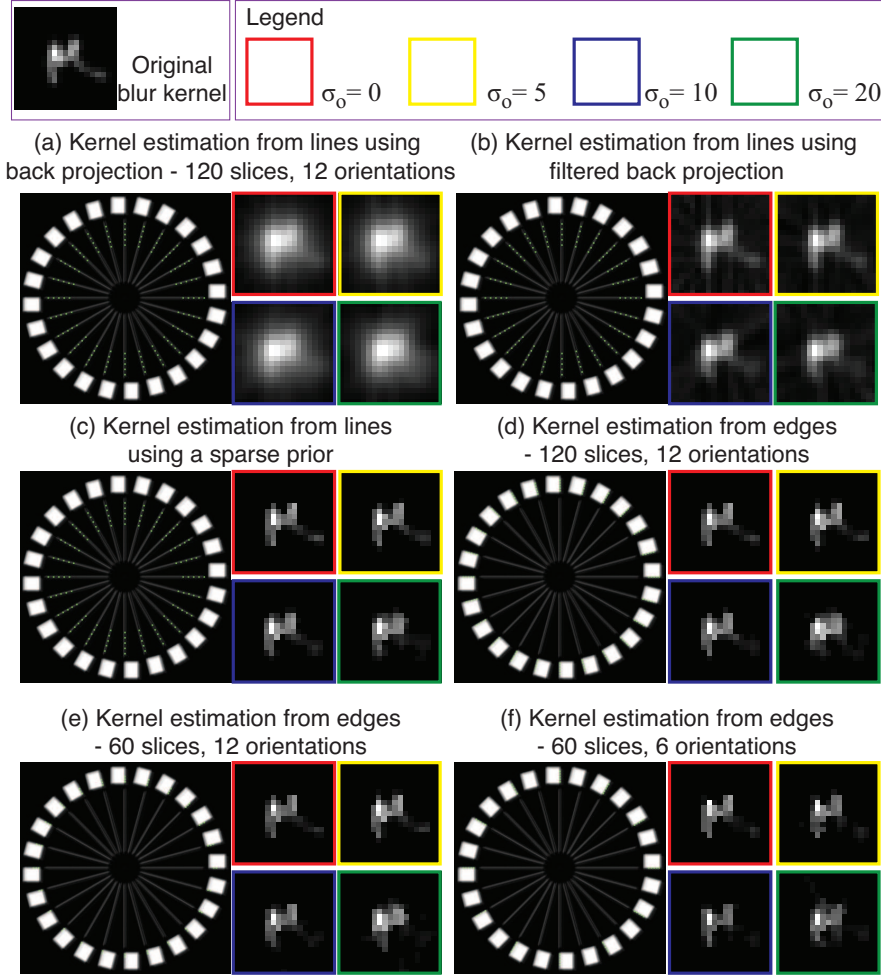 Original
blur kernel
Legend
σo= 0
σo= 5
σo= 10
σo= 20
(a) Kernel estimation from lines using
back projection - 120 slices, 12 orientations
(b) Kernel estimation from lines using
filtered back projection
(c) Kernel estimation from lines
using a sparse prior
(d) Kernel estimation from edges
- 120 slices, 12 orientations
(e) Kernel estimation from edges
- 60 slices, 12 orientations
(f) Kernel estimation from edges
- 60 slices, 6 orientations